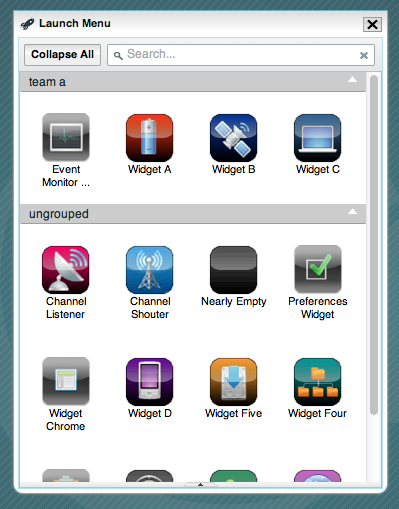 Launch Menu
Collapse All
Search...
team a
Event
Monitor ...
Widget A
Widget B
Widget C
ungrouped
Channel
Listener
Channel
Shouter
Nearly Empty
Preferences
Widget
Widget
Chrome
Widget D
Widget Five
Widget Four